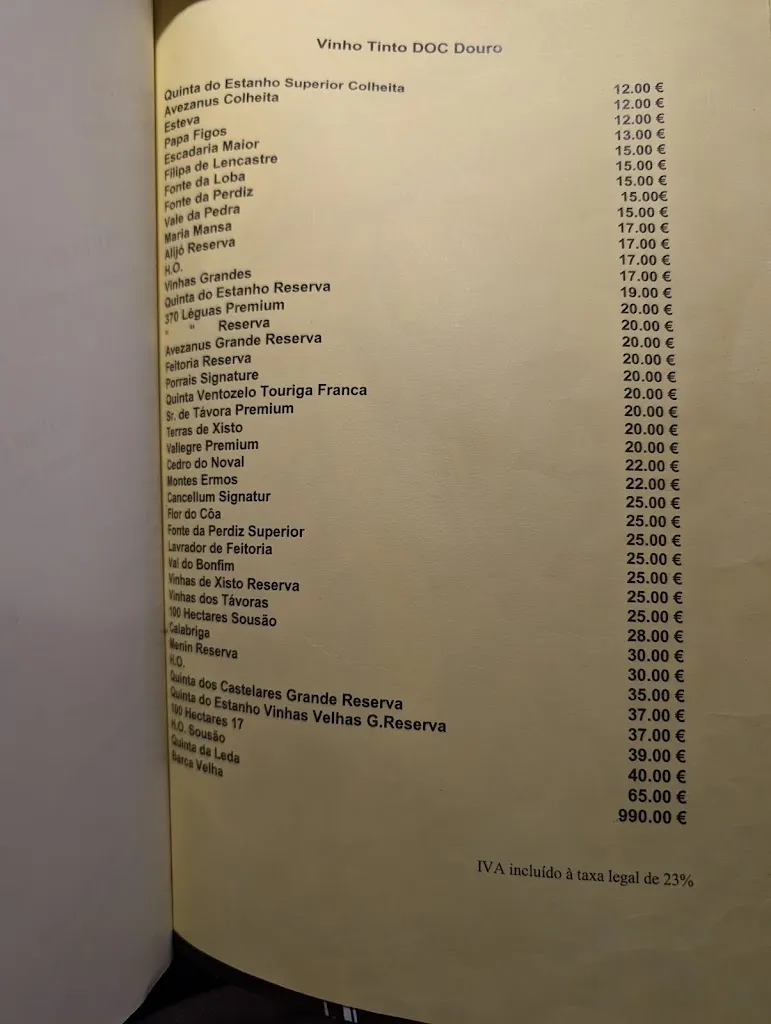 Vinho Tinto DOC Douro
Quinta do Estanho Superior Colheita 12.00 €
Avezanus Colheita 12.00 €
Esteva 12.00 €
Papa Figos 13.00 €
Escadaria Maior 15.00 €
Filipa de Lencastre 15.00 €
Fonte da Loba 15.00 €
Fonte da Perdiz 15.00€
Vale da Pedra 15.00 €
Maria Mansa 17.00 €
Alijó Reserva 17.00 €
H.O. 17.00 €
Vinhas Grandes 17.00 €
Quinta do Estanho Reserva 19.00 €
370 Léguas Premium 20.00 €
" " Reserva 20.00 €
Avezanus Grande Reserva 20.00 €
Feitoria Reserva 20.00 €
Porrais Signature 20.00 €
Quinta Ventozelo Touriga Franca 20.00 €
Sr. de Távora Premium 20.00 €
Terras de Xisto 20.00 €
Vallegre Premium 20.00 €
Cedro do Noval 22.00 €
Montes Ermos 22.00 €
Cancellum Signatur 25.00 €
Flor do Côa 25.00 €
Fonte da Perdiz Superior 25.00 €
Lavrador de Feitoria 25.00 €
Val do Bonfim 25.00 €
Vinhas de Xisto Reserva 25.00 €
Vinhas dos Távoras 25.00 €
100 Hectares Sousão 28.00 €
Calabriga 30.00 €
Menin Reserva 30.00 €
H.O. 35.00 €
Quinta dos Castelares Grande Reserva 37.00 €
Quinta do Estanho Vinhas Velhas G.Reserva 37.00 €
100 Hectares 17 39.00 €
H.O. Sousão 40.00 €
Quinta da Leda 65.00 €
Barca Velha 990.00 €
IVA incluído à taxa legal de 23%